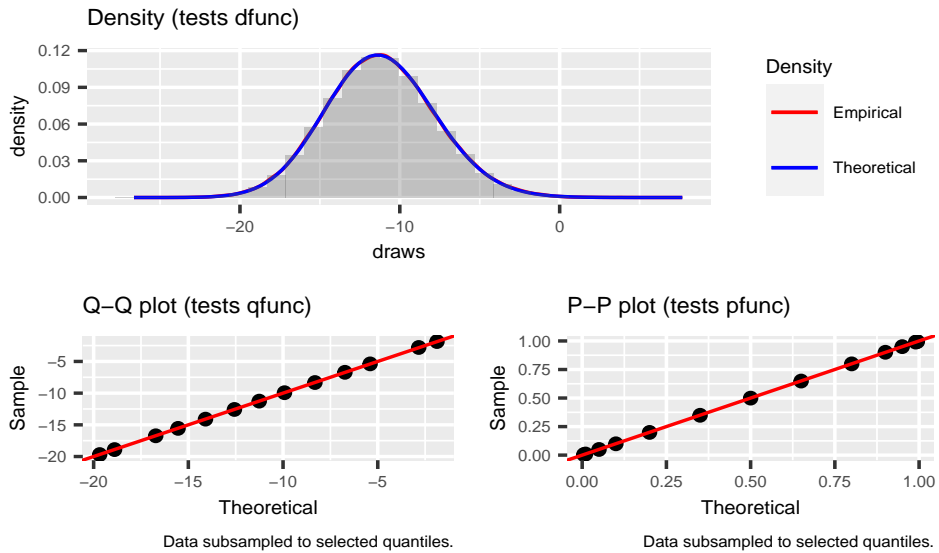 Density (tests dfunc)
0.12
0.09
0.06
0.03
0.00
density
−20
−10
0
draws
Density
Empirical
Theoretical
Q−Q plot (tests qfunc)
−5
−10
−15
−20
Sample
−20
−15
−10
−5
Theoretical
Data subsampled to selected quantiles.
P−P plot (tests pfunc)
1.00
0.75
0.50
0.25
0.00
Sample
0.00
0.25
0.50
0.75
1.00
Theoretical
Data subsampled to selected quantiles.